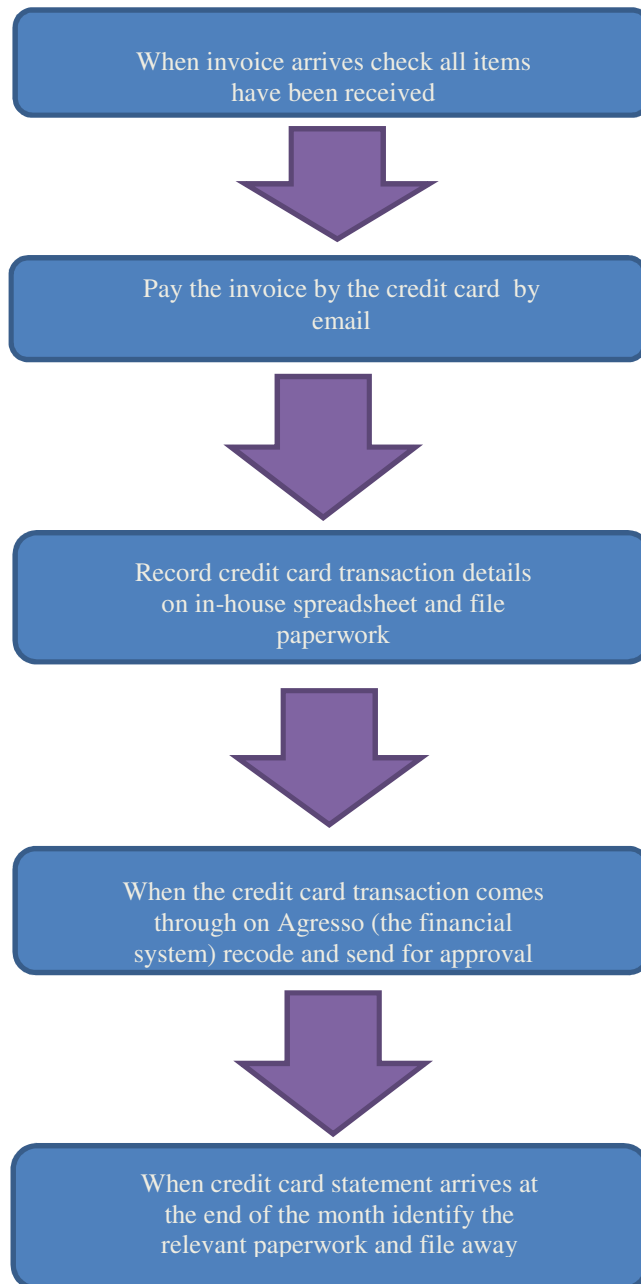 When invoice arrives check all items
have been received
Pay the invoice by the credit card by
email
Record credit card transaction details
on in-house spreadsheet and file
paperwork
When the credit card transaction comes
through on Agresso (the financial
system) recode and send for approval
When credit card statement arrives at
the end of the month identify the
relevant paperwork and file away